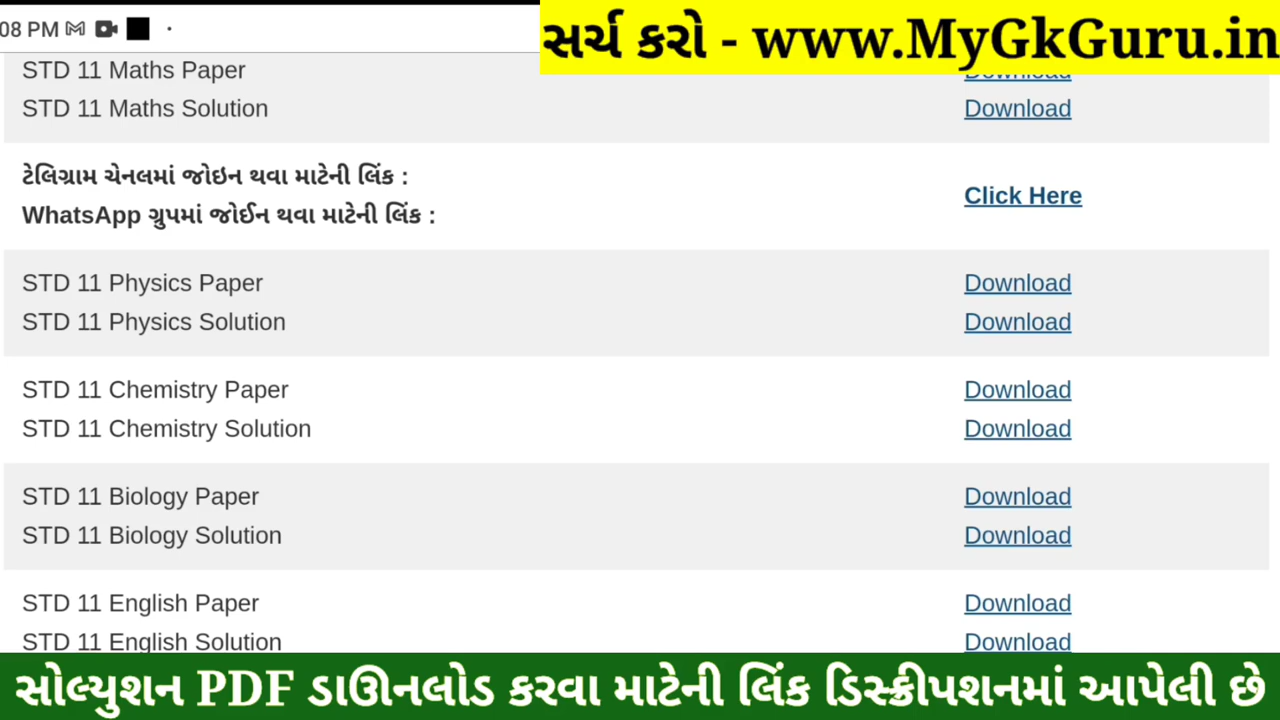 08 PM
સર્ચ કરો - www.MyGkGuru.in
STD 11 Maths Paper Download
STD 11 Maths Solution Download
ટેલિગ્રામ ચેનલમાં જોઇન થવા માટેની લિંક :
Click Here
WhatsApp ગ્રુપમાં જોઈન થવા માટેની લિંક :
STD 11 Physics Paper Download
STD 11 Physics Solution Download
STD 11 Chemistry Paper Download
STD 11 Chemistry Solution Download
STD 11 Biology Paper Download
STD 11 Biology Solution Download
STD 11 English Paper Download
STD 11 English Solution Download
સોલ્યુશન PDF ડાઊનલોડ કરવા માટેની લિંક ડિસ્ક્રીપશનમાં આપેલી છે